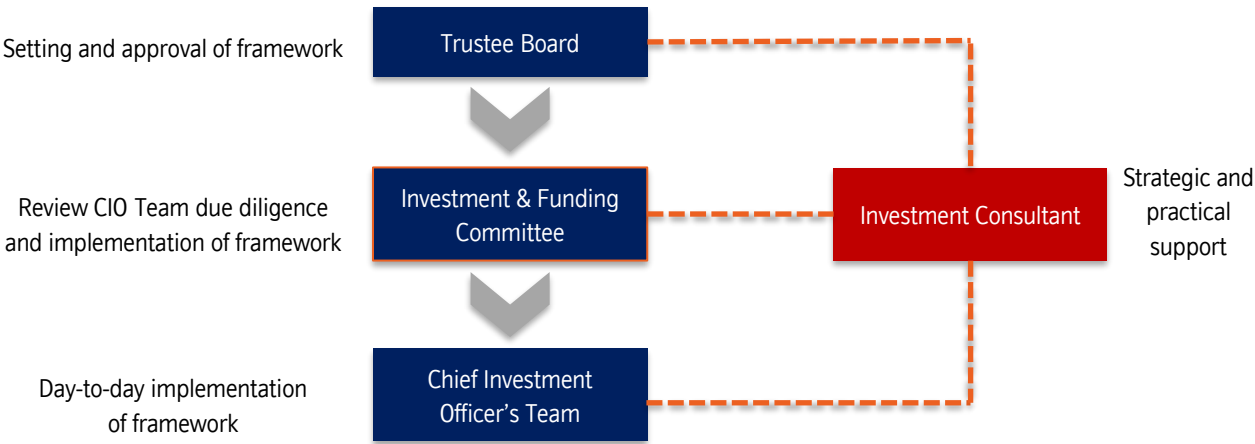 Setting and approval of framework
Trustee Board
Review CIO Team due diligence
and implementation of framework
Investment & Funding
Committee
Investment Consultant
Strategic and
practical
support
Day-to-day implementation
of framework
Chief Investment
Officer’s Team